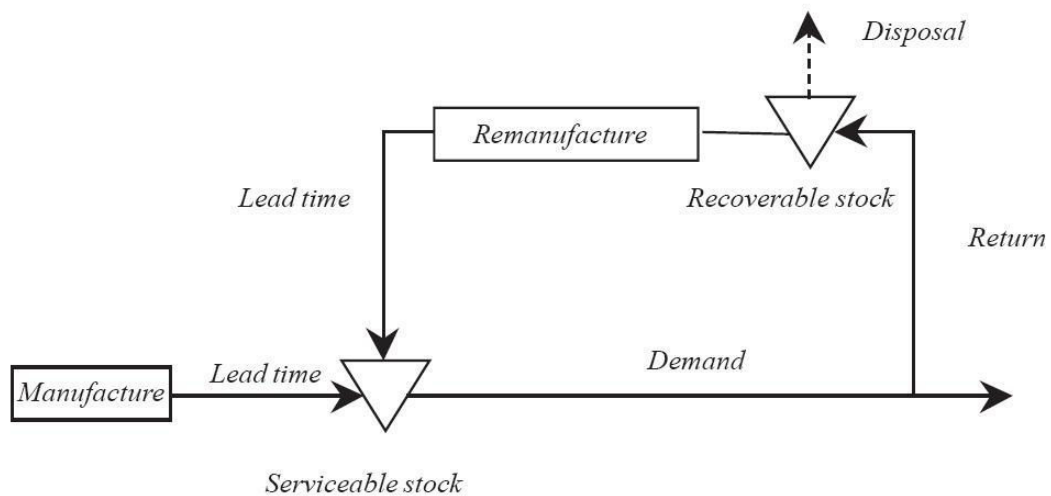 Disposal
Remanufacture
Lead time
Recoverable stock
Return
Demand
Lead time
Manufacture
Serviceable stock